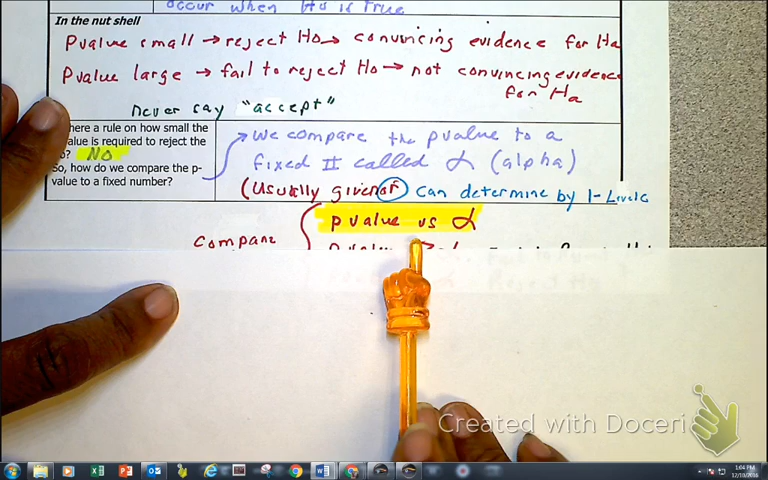 occur when Ho is True
In the nut shell
Pvalue small → reject Ho → convincing evidence for Ha
Pvalue large → fail to reject Ho → not convincing evidence
for Ha
never say "accept"
here a rule on how small the
value is required to reject the
o? No
So, how do we compare the p-
value to a fixed number?
We compare the pvalue to a
fixed # called α (alpha)
(Usually given or can determine by 1-Level
Compare
pvalue vs α
Created with Doceri
1:04 PM